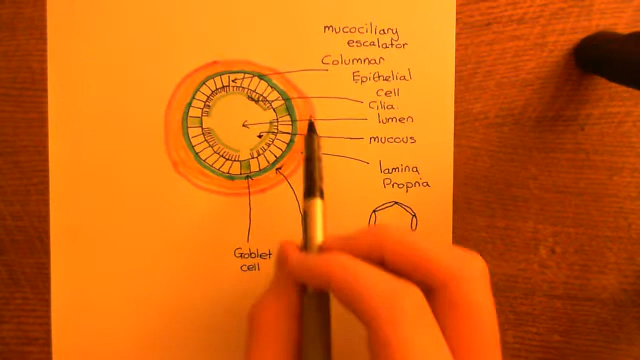 mucociliary
escalator
Columnar
Epithelial
cell
Cilia.
lumen
mucous
lamina
Propria
Goblet
cell